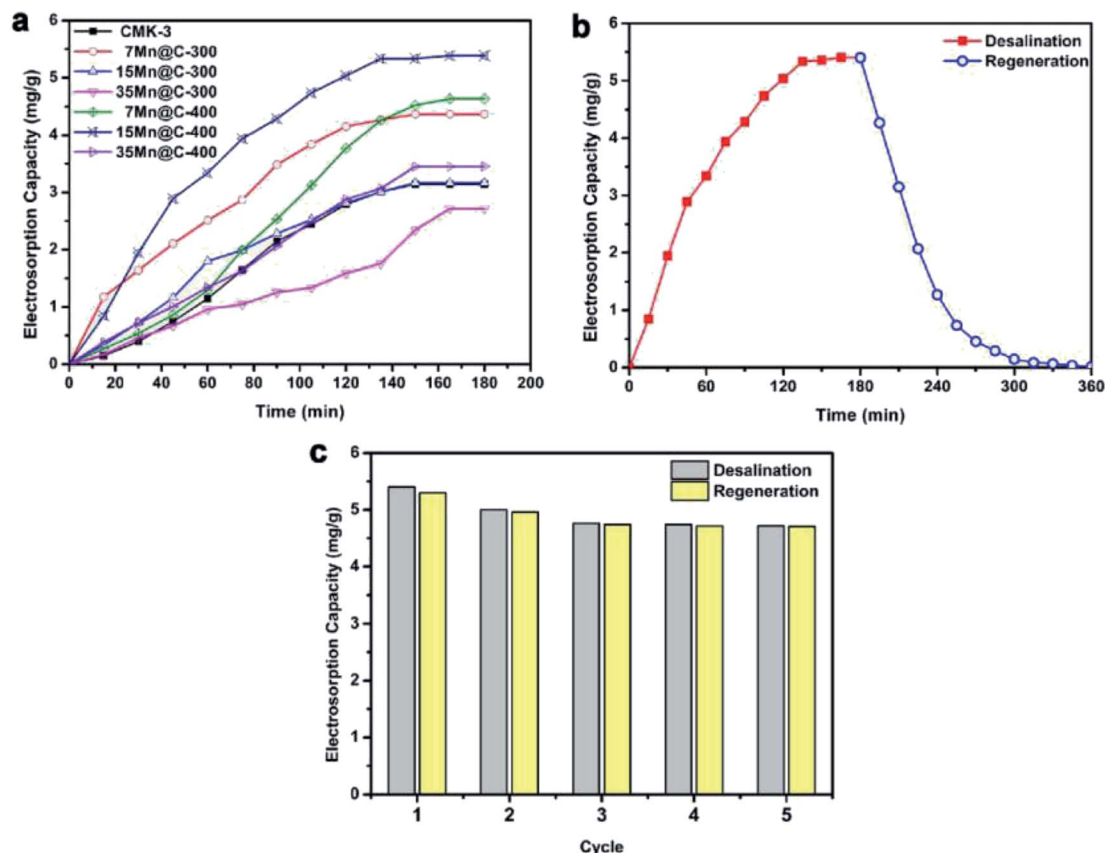 a
Electrosorption Capacity (mg/g)
6
5
4
3
2
1
0
CMK-3
7Mn@C-300
15Mn@C-300
35Mn@C-300
7Mn@C-400
15Mn@C-400
35Mn@C-400
0 20 40 60 80 100 120 140 160 180 200
Time (min)
b
Electrosorption Capacity (mg/g)
6
5
4
3
2
1
0
Desalination
Regeneration
0 60 120 180 240 300 360
Time (min)
c
Electrosorption Capacity (mg/g)
6
5
4
3
2
1
0
Desalination
Regeneration
1 2 3 4 5
Cycle